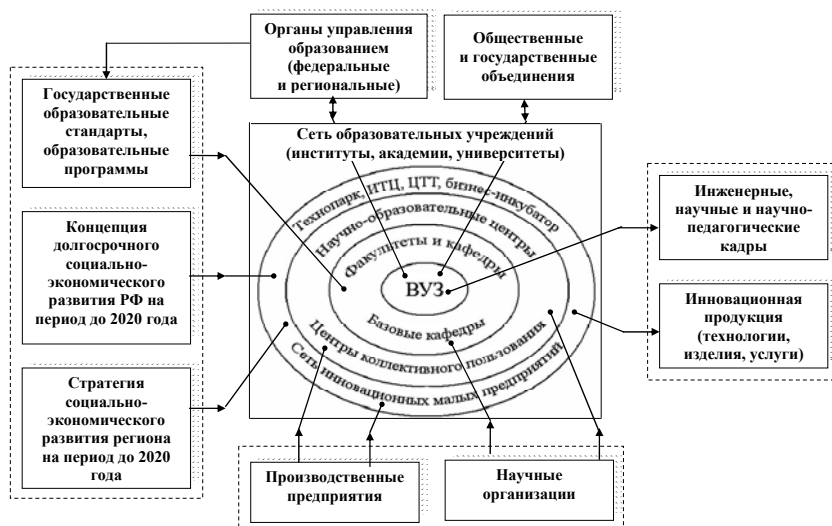 Органы управления
образованием
(федеральные
и региональные)
Общественные
и государственные
объединения
Государственные
образовательные
стандарты,
образовательные
программы
Концепция
долгосрочного
социально-
экономического
развития РФ на
период до 2020 года
Стратегия
социально-
экономического
развития региона
на период до 2020
года
Сеть образовательных учреждений
(институты, академии, университеты)
Технопарк, ИТЦ, ЦТТ, бизнес-инкубатор
Научно-образовательные центры
Факультеты и кафедры
ВУЗ
Базовые кафедры
Центры коллективного пользования
Сеть инновационных малых предприятий
Инженерные,
научные и научно-
педагогические
кадры
Инновационная
продукция
(технологии,
изделия, услуги)
Производственные
предприятия
Научные
организации